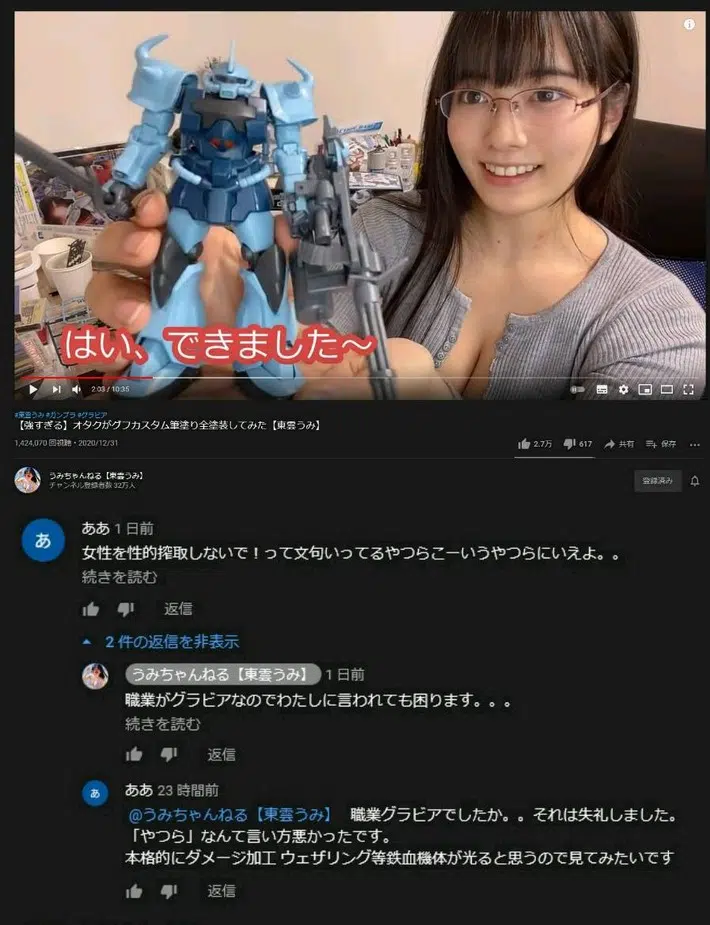 はい、できました〜
2:03 / 10:35
#東雲うみ #ガンプラ #グラビア
【強すぎる】オタクがグフカスタム筆塗り全塗装してみた【東雲うみ】
1,424,070 回視聴・2020/12/31
2.7万
617
共有
保存
うみちゃんねる【東雲うみ】
チャンネル登録者数 32万人
登録済み
あ
ああ 1 日前
女性を性的搾取しないで！って文句いってるやつらこーいうやつらにいえよ。。
続きを読む
返信
2 件の返信を非表示
うみちゃんねる【東雲うみ】 1 日前
職業がグラビアなのでわたしに言われても困ります。。。
続きを読む
返信
あ
ああ 23 時間前
@うみちゃんねる【東雲うみ】 職業グラビアでしたか。。それは失礼しました。
「やつら」なんて言い方悪かったです。
本格的にダメージ加工 ウェザリング等鉄血機体が光ると思うので見てみたいです
返信